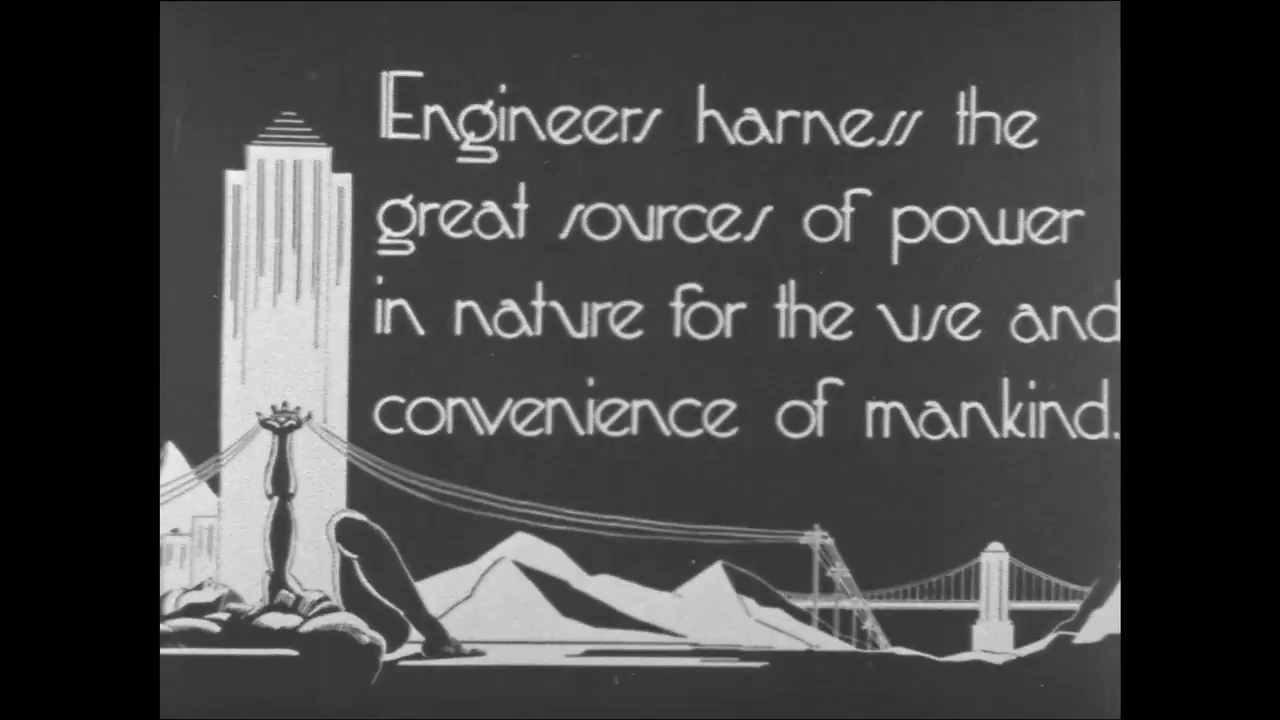 Engineers harness the
great sources of power
in nature for the use and
convenience of mankind.